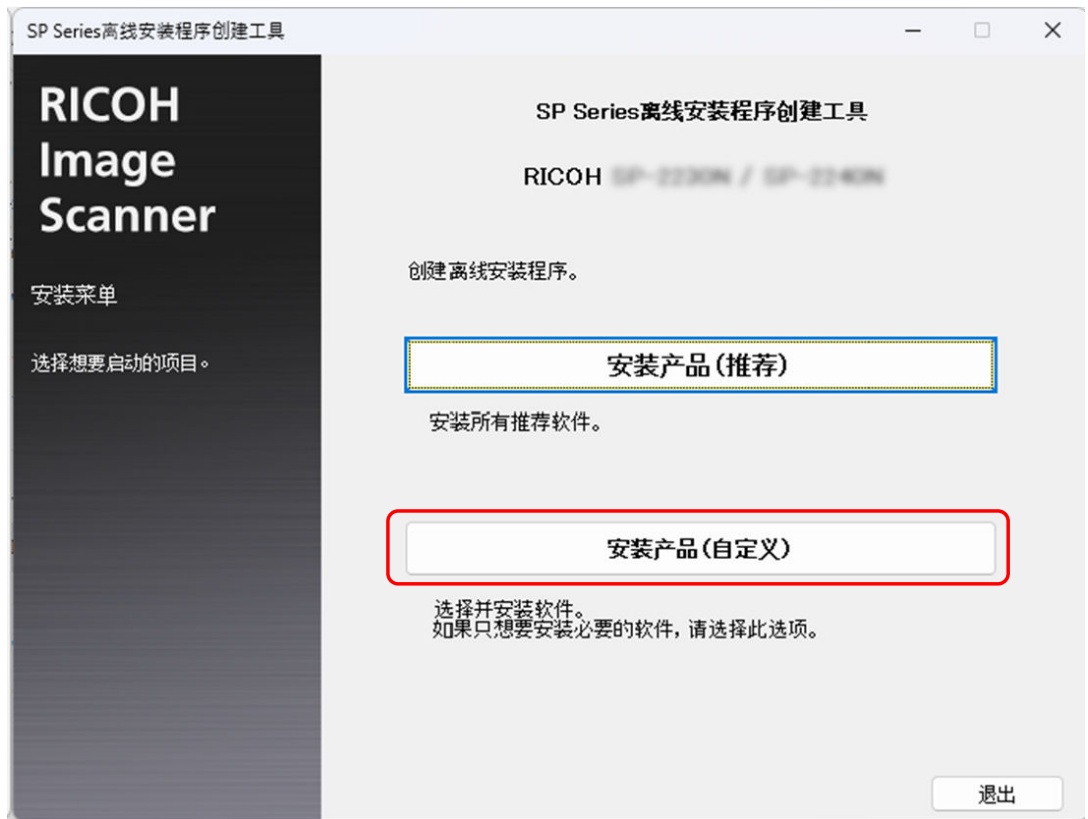 SP Series离线安装程序创建工具
RICOH
Image
Scanner
安装菜单
选择想要启动的项目。
SP Series离线安装程序创建工具
RICOH
创建离线安装程序。
安装产品(推荐)
安装所有推荐软件。
安装产品(自定义)
选择并安装软件。
如果只想要安装必要的软件，请选择此选项。
退出